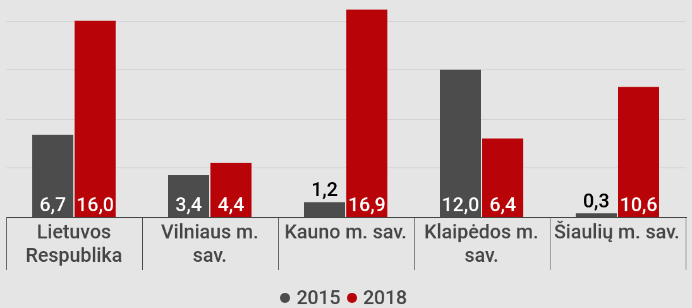 6,7 16,0 3,4 4,4 1,2 16,9 12,0 6,4 0,3 10,6
Lietuvos Respublika
Vilniaus m. sav.
Kauno m. sav.
Klaipėdos m. sav.
Šiaulių m. sav.
2015 2018